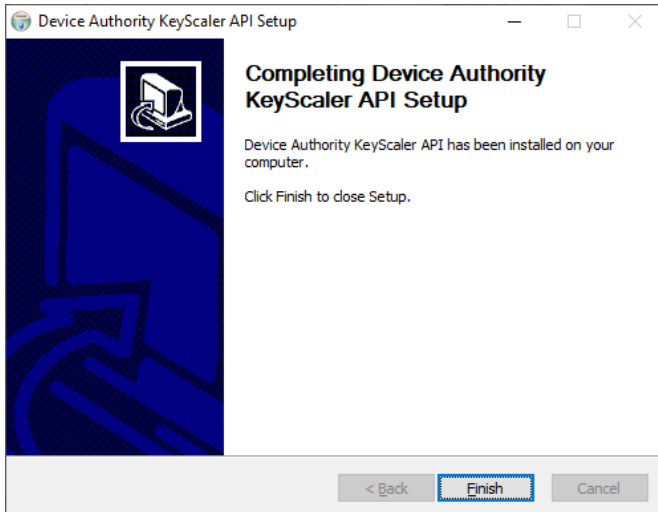 Device Authority KeyScaler API Setup
Completing Device Authority
KeyScaler API Setup
Device Authority KeyScaler API has been installed on your
computer.
Click Finish to close Setup.
< Back
Finish
Cancel